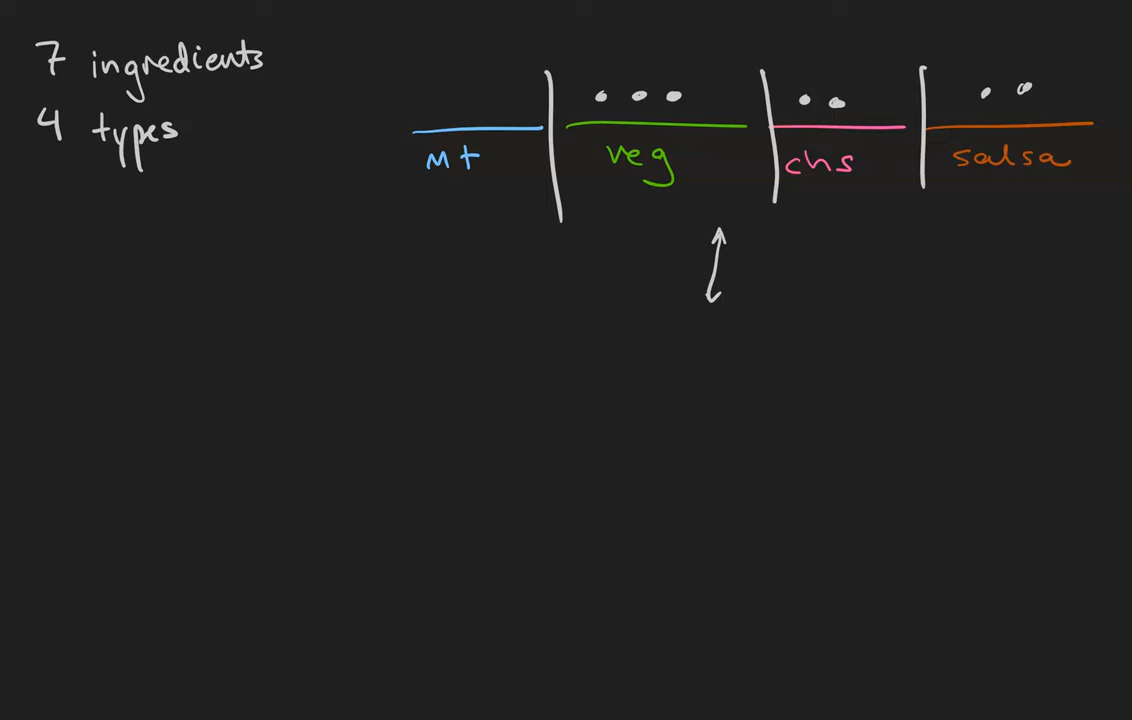 7 ingredients
4 types
mt
veg
chs
salsa